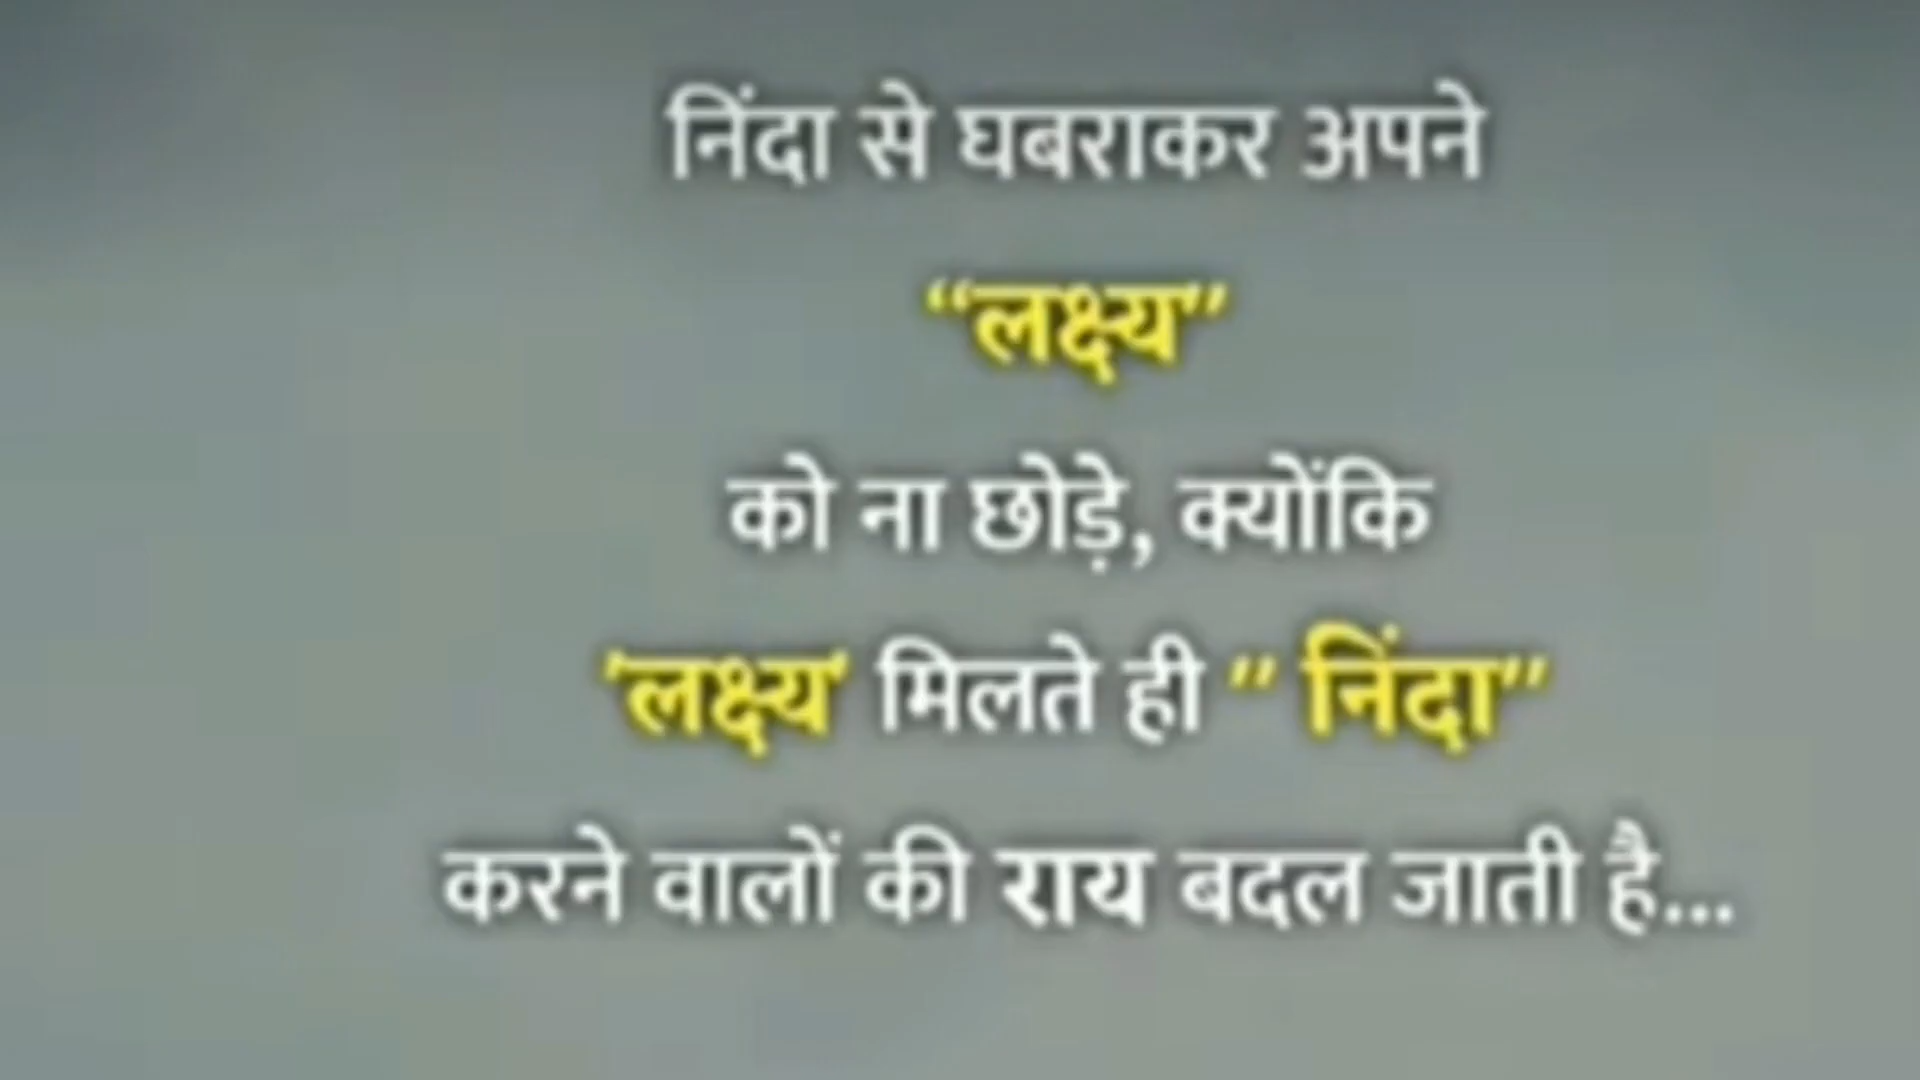 निंदा से घबराकर अपने
“लक्ष्य”
को ना छोड़े, क्योंकि
'लक्ष्य' मिलते ही " निंदा"
करने वालों की राय बदल जाती है...